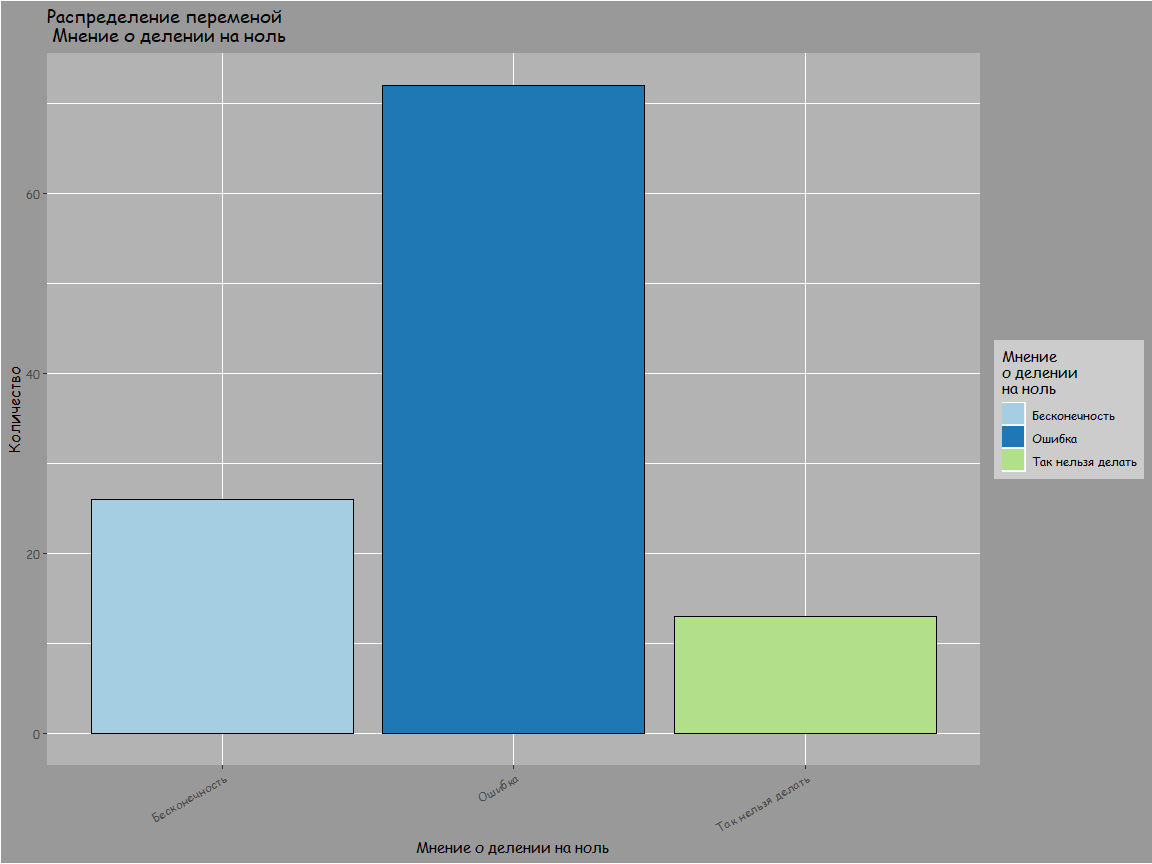 Распределение переменой
Мнение о делении на ноль
Количество
60
40
20
0
Бесконечность
Ошибка
Так нельзя делать
Мнение о делении на ноль
Мнение
о делении
на ноль
Бесконечность
Ошибка
Так нельзя делать